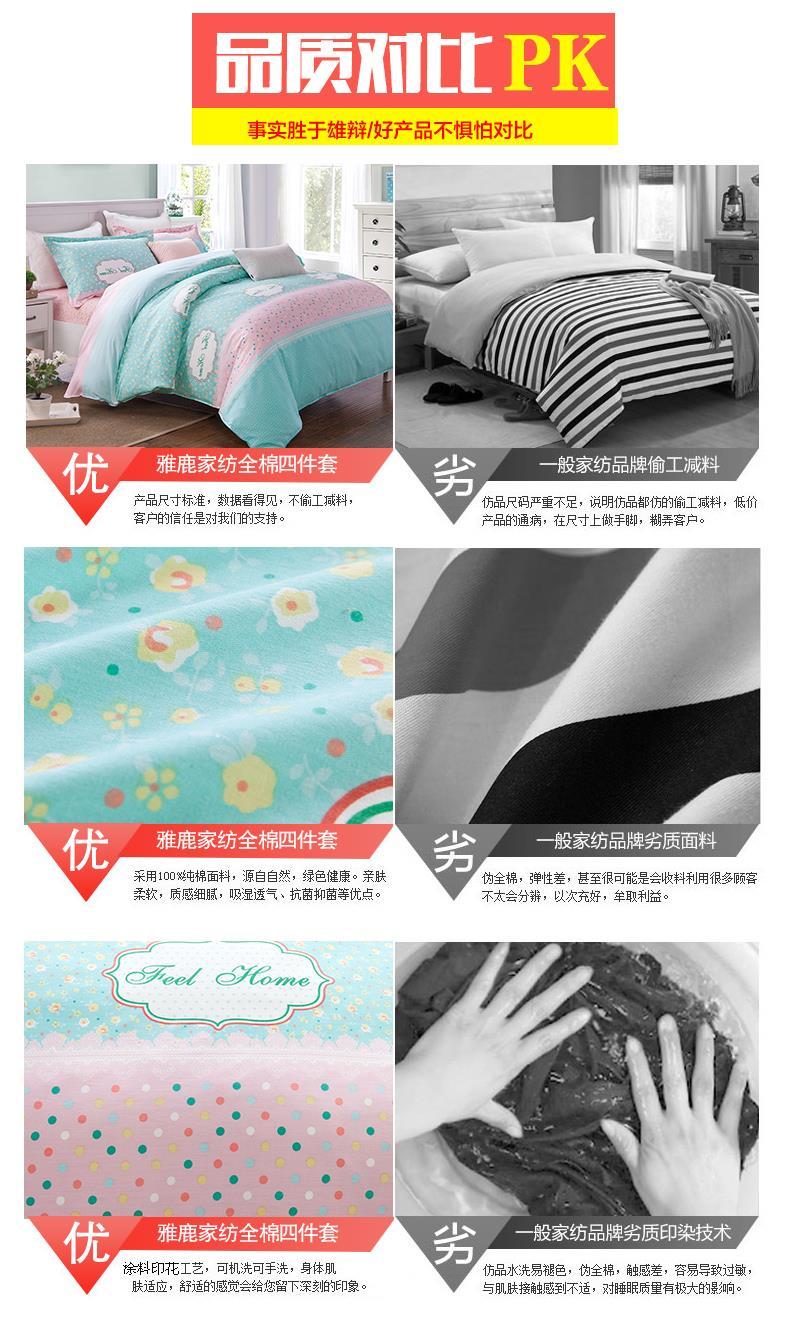 品质对比PK
事实胜于雄辩/好产品不惧怕对比
优
雅鹿家纺全棉四件套
产品尺寸标准，数据看得见，不偷工减料，
客户的信任是对我们的支持。
劣
一般家纺品牌偷工减料
仿品尺码严重不足，说明仿品都仿的偷工减料，低价
产品的通病，在尺寸上做手脚，糊弄客户。
优
雅鹿家纺全棉四件套
采用100%纯棉面料，源自自然，绿色健康。亲肤
柔软，质感细腻，吸湿透气、抗菌抑菌等优点。
劣
一般家纺品牌劣质面料
伪全棉，弹性差，甚至很可能是会收料利用很多顾客
不太会分辨，以次充好，牟取利益。
Feel Home
优
雅鹿家纺全棉四件套
涂料印花工艺，可机洗可手洗，身体肌
肤适应，舒适的感觉会给您留下深刻的印象。
劣
一般家纺品牌劣质印染技术
仿品水洗易褪色，伪全棉，触感差，容易导致过敏，
与肌肤接触感到不适，对睡眠质量有极大的影响。